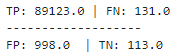 TP: 89123.0 | FN: 131.0
-------------------
FP: 998.0 | TN: 113.0